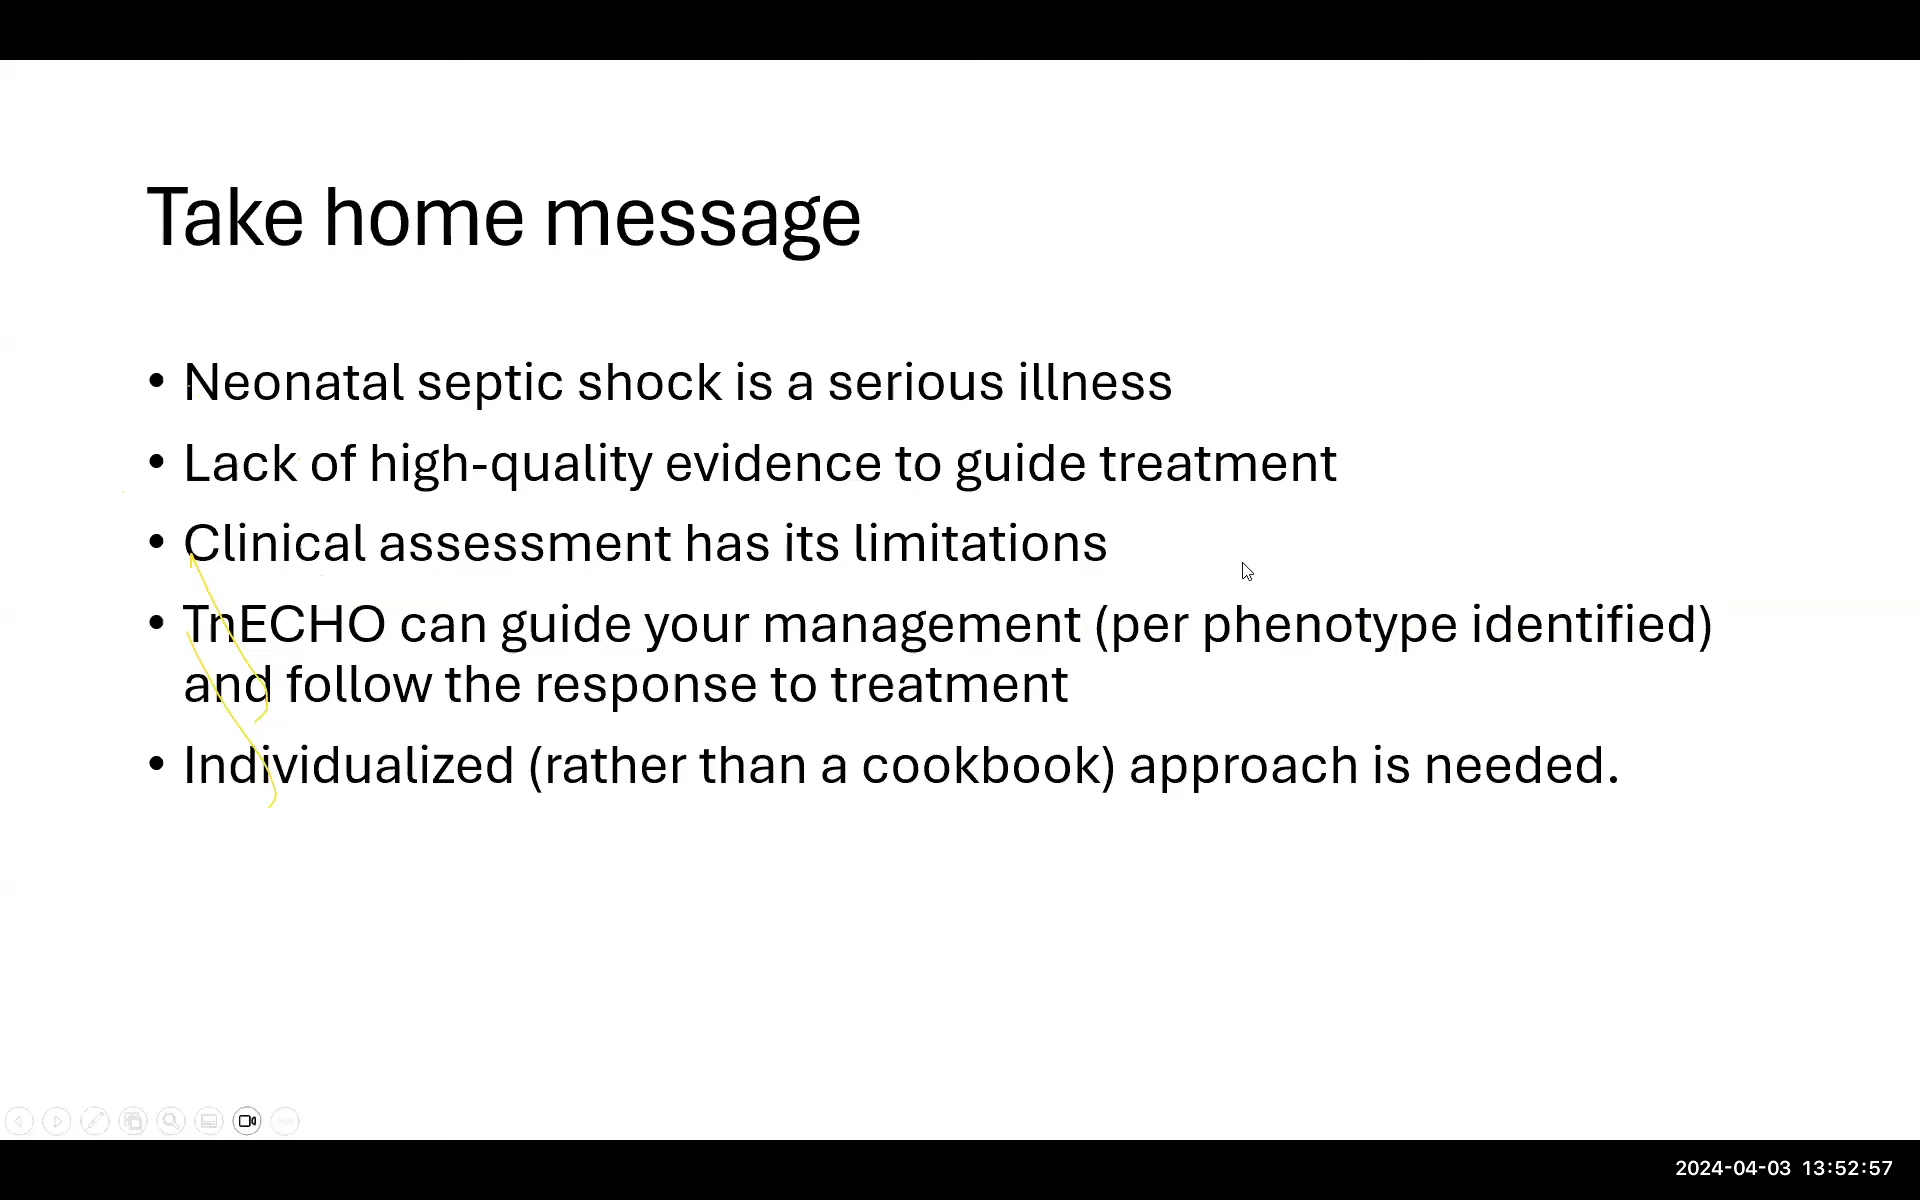 Take home message
• Neonatal septic shock is a serious illness
• Lack of high-quality evidence to guide treatment
• Clinical assessment has its limitations
• TnECHO can guide your management (per phenotype identified)
and follow the response to treatment
• Individualized (rather than a cookbook) approach is needed.
2024-04-03 13:52:57